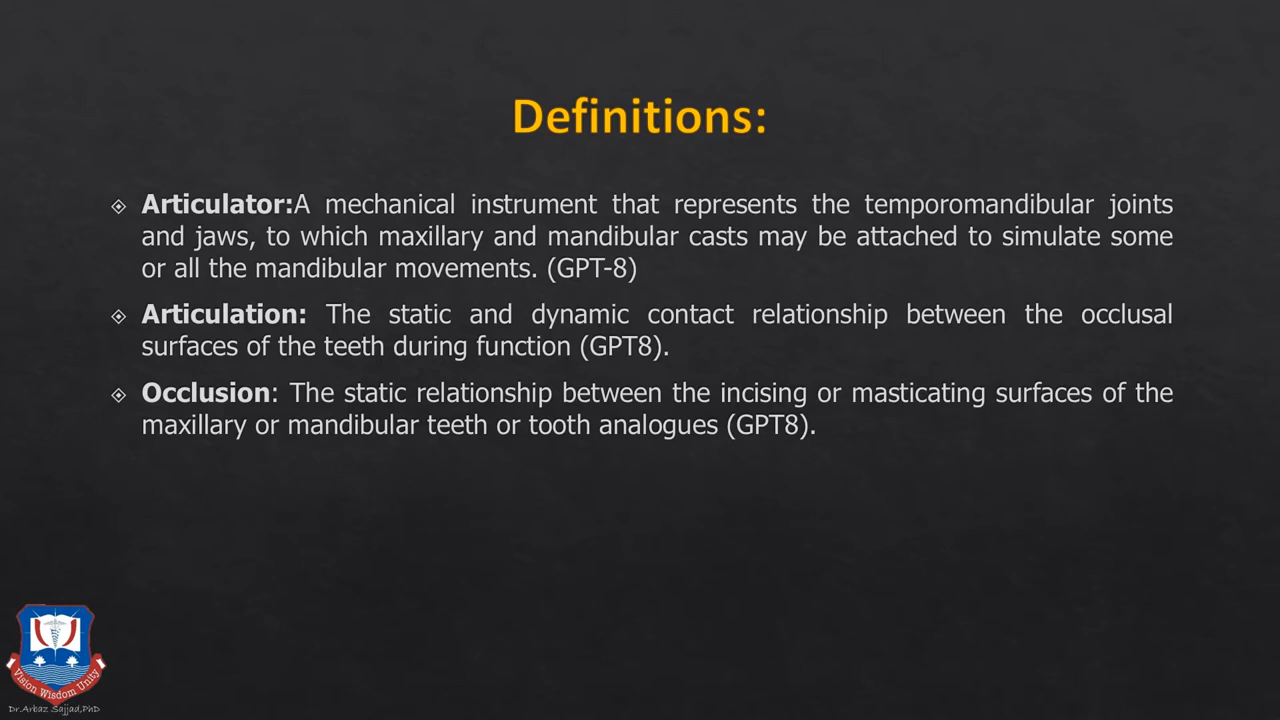 Definitions:
Articulator:A mechanical instrument that represents the temporomandibular joints
and jaws, to which maxillary and mandibular casts may be attached to simulate some
or all the mandibular movements. (GPT-8)
Articulation: The static and dynamic contact relationship between the occlusal
surfaces of the teeth during function (GPT8).
Occlusion: The static relationship between the incising or masticating surfaces of the
maxillary or mandibular teeth or tooth analogues (GPT8).
Vision Wisdom Unity
Dr.Arbaz Sajjad,PhD